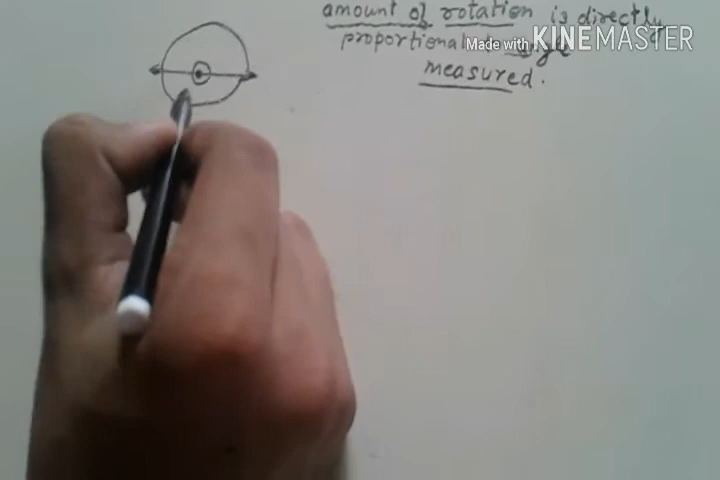 amount of rotation is directly
proportional
measured.
Made with KINEMASTER